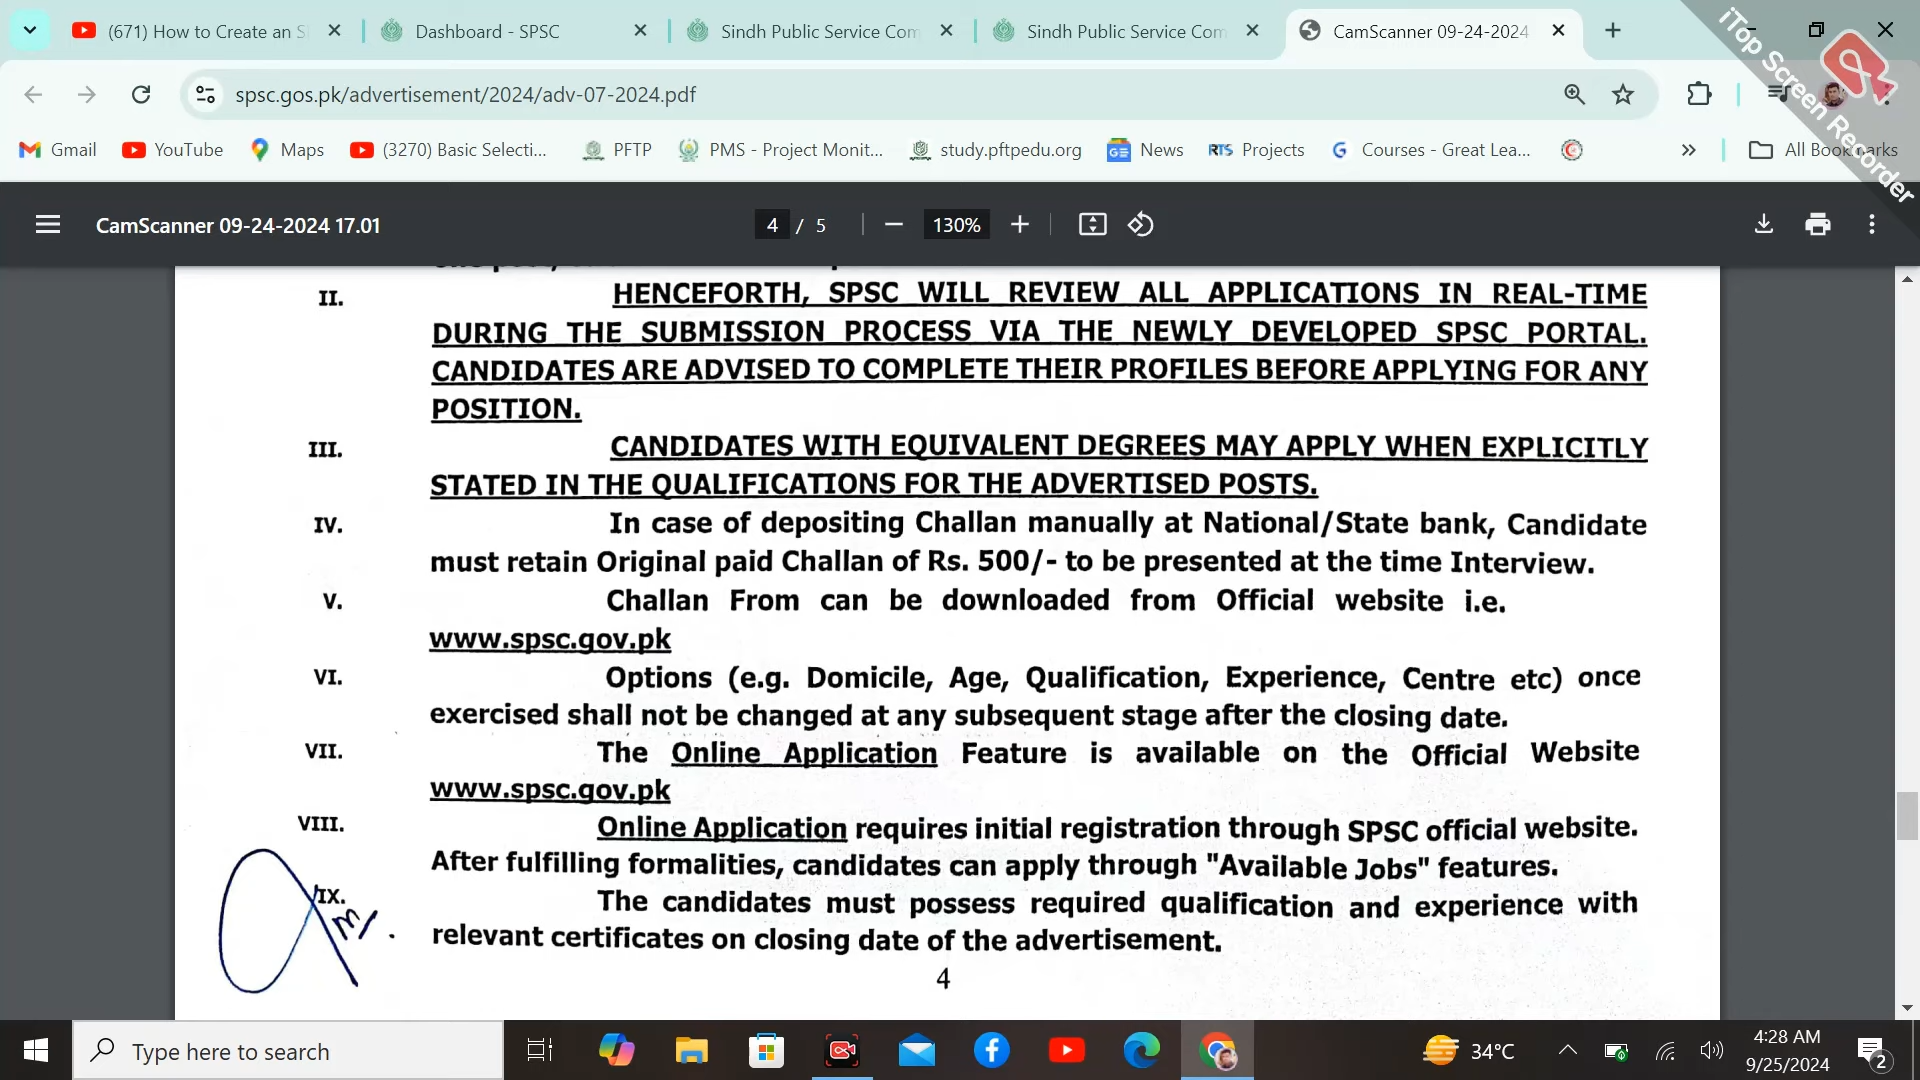 (671) How to Create an S
Dashboard - SPSC
Sindh Public Service Com
Sindh Public Service Com
CamScanner 09-24-2024
iTop Screen Recorder
spsc.gos.pk/advertisement/2024/adv-07-2024.pdf
Gmail
YouTube
Maps
(3270) Basic Selecti...
PFTP
PMS - Project Monit...
study.pftpedu.org
News
RTS Projects
Courses - Great Lea...
All Bookmarks
CamScanner 09-24-2024 17.01
4 / 5
130%
II. HENCEFORTH, SPSC WILL REVIEW ALL APPLICATIONS IN REAL-TIME
DURING THE SUBMISSION PROCESS VIA THE NEWLY DEVELOPED SPSC PORTAL.
CANDIDATES ARE ADVISED TO COMPLETE THEIR PROFILES BEFORE APPLYING FOR ANY
POSITION.
III. CANDIDATES WITH EQUIVALENT DEGREES MAY APPLY WHEN EXPLICITLY
STATED IN THE QUALIFICATIONS FOR THE ADVERTISED POSTS.
IV. In case of depositing Challan manually at National/State bank, Candidate
must retain Original paid Challan of Rs. 500/- to be presented at the time Interview.
V. Challan From can be downloaded from Official website i.e.
www.spsc.gov.pk
VI. Options (e.g. Domicile, Age, Qualification, Experience, Centre etc) once
exercised shall not be changed at any subsequent stage after the closing date.
VII. The Online Application Feature is available on the Official Website
www.spsc.gov.pk
VIII. Online Application requires initial registration through SPSC official website.
After fulfilling formalities, candidates can apply through "Available Jobs" features.
IX. The candidates must possess required qualification and experience with
relevant certificates on closing date of the advertisement.
4
Type here to search
34°C
4:28 AM
9/25/2024
2